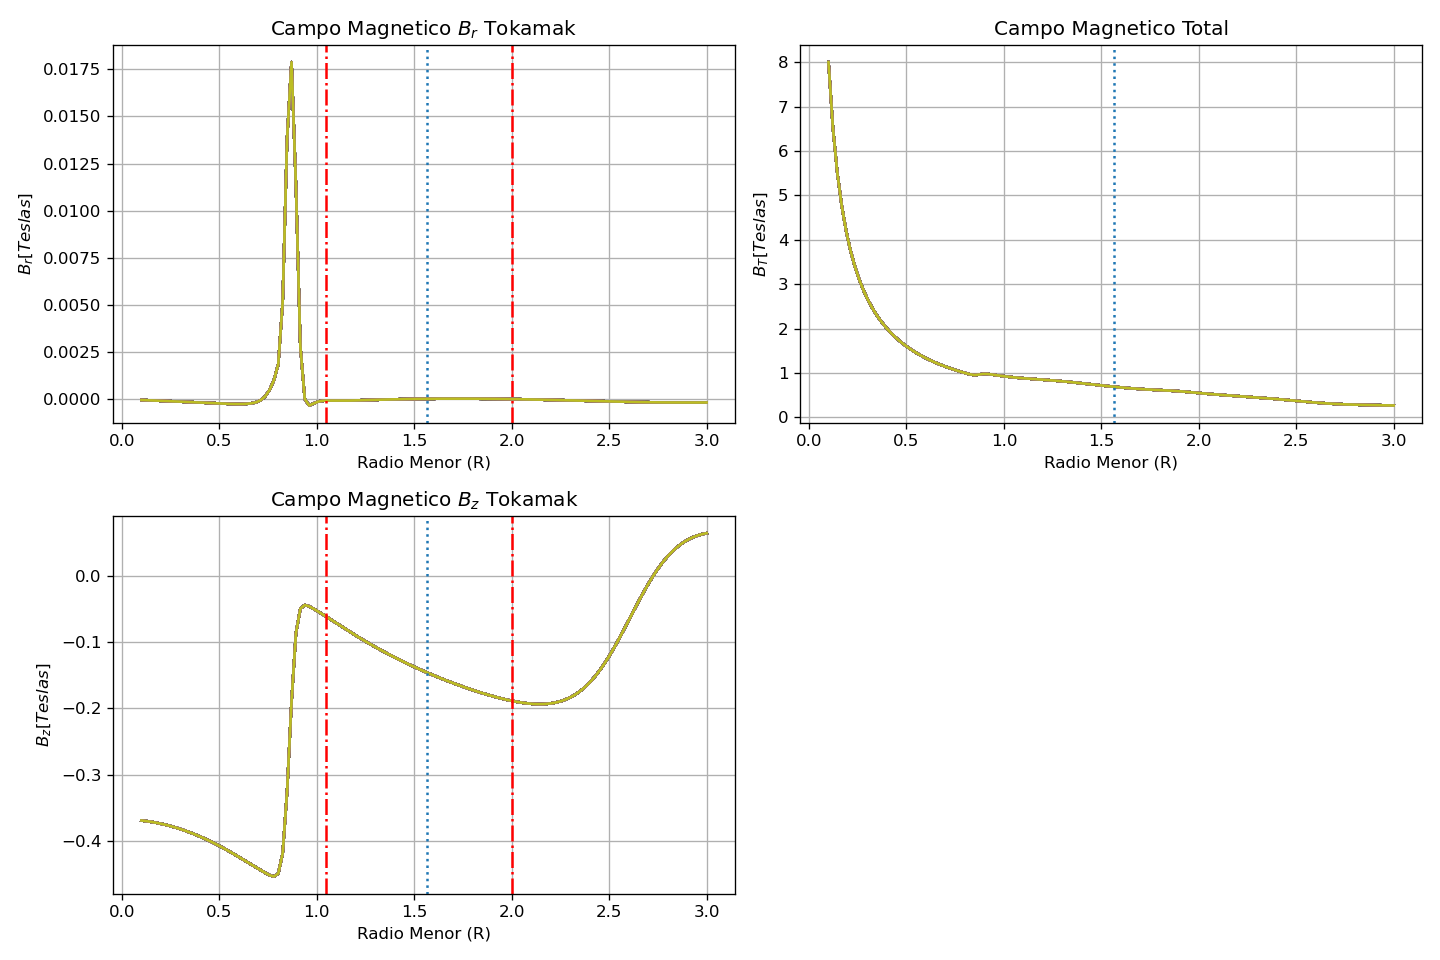 Campo Magnetico B_r Tokamak
0.0175
0.0150
0.0125
0.0100
0.0075
0.0050
0.0025
0.0000
B_r[Teslas]
0.0 0.5 1.0 1.5 2.0 2.5 3.0
Radio Menor (R)
Campo Magnetico Total
8
7
6
5
4
3
2
1
0
B_T[Teslas]
0.0 0.5 1.0 1.5 2.0 2.5 3.0
Radio Menor (R)
Campo Magnetico B_z Tokamak
0.0
−0.1
−0.2
−0.3
−0.4
B_z[Teslas]
0.0 0.5 1.0 1.5 2.0 2.5 3.0
Radio Menor (R)